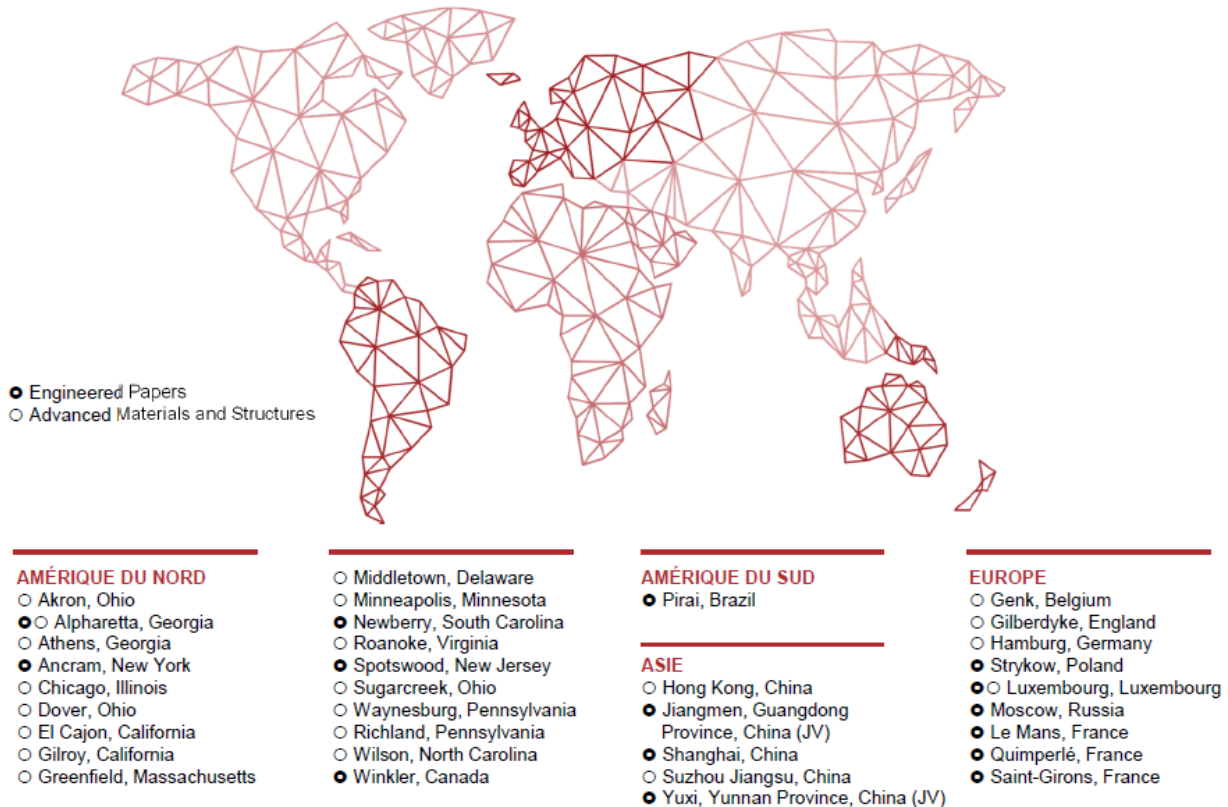 Engineered Papers
Advanced Materials and Structures
AMÉRIQUE DU NORD
Akron, Ohio
Alpharetta, Georgia
Athens, Georgia
Ancram, New York
Chicago, Illinois
Dover, Ohio
El Cajon, California
Gilroy, California
Greenfield, Massachusetts
Middletown, Delaware
Minneapolis, Minnesota
Newberry, South Carolina
Roanoke, Virginia
Spotswood, New Jersey
Sugarcreek, Ohio
Waynesburg, Pennsylvania
Richland, Pennsylvania
Wilson, North Carolina
Winkler, Canada
AMÉRIQUE DU SUD
Pirai, Brazil
ASIE
Hong Kong, China
Jiangmen, Guangdong
Province, China (JV)
Shanghai, China
Suzhou Jiangsu, China
Yuxi, Yunnan Province, China (JV)
EUROPE
Genk, Belgium
Gilberdyke, England
Hamburg, Germany
Strykow, Poland
Luxembourg, Luxembourg
Moscow, Russia
Le Mans, France
Quimperlé, France
Saint-Girons, France